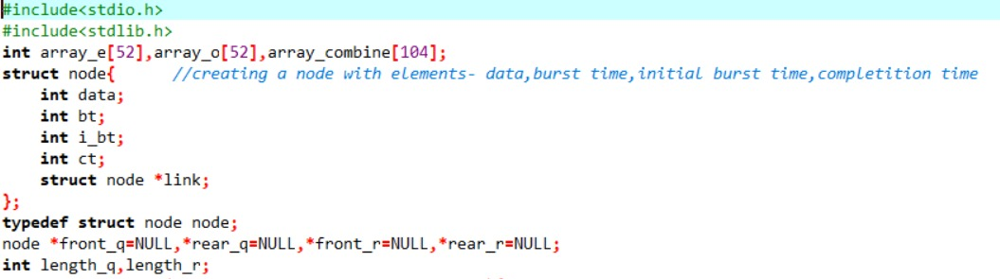 #include<stdio.h>
#include<stdlib.h>
int array_e[52],array_o[52],array_combine[104];
struct node{      //creating a node with elements- data,burst time,initial burst time,completition time
    int data;
    int bt;
    int i_bt;
    int ct;
    struct node *link;
};
typedef struct node node;
node *front_q=NULL,*rear_q=NULL,*front_r=NULL,*rear_r=NULL;
int length_q,length_r;